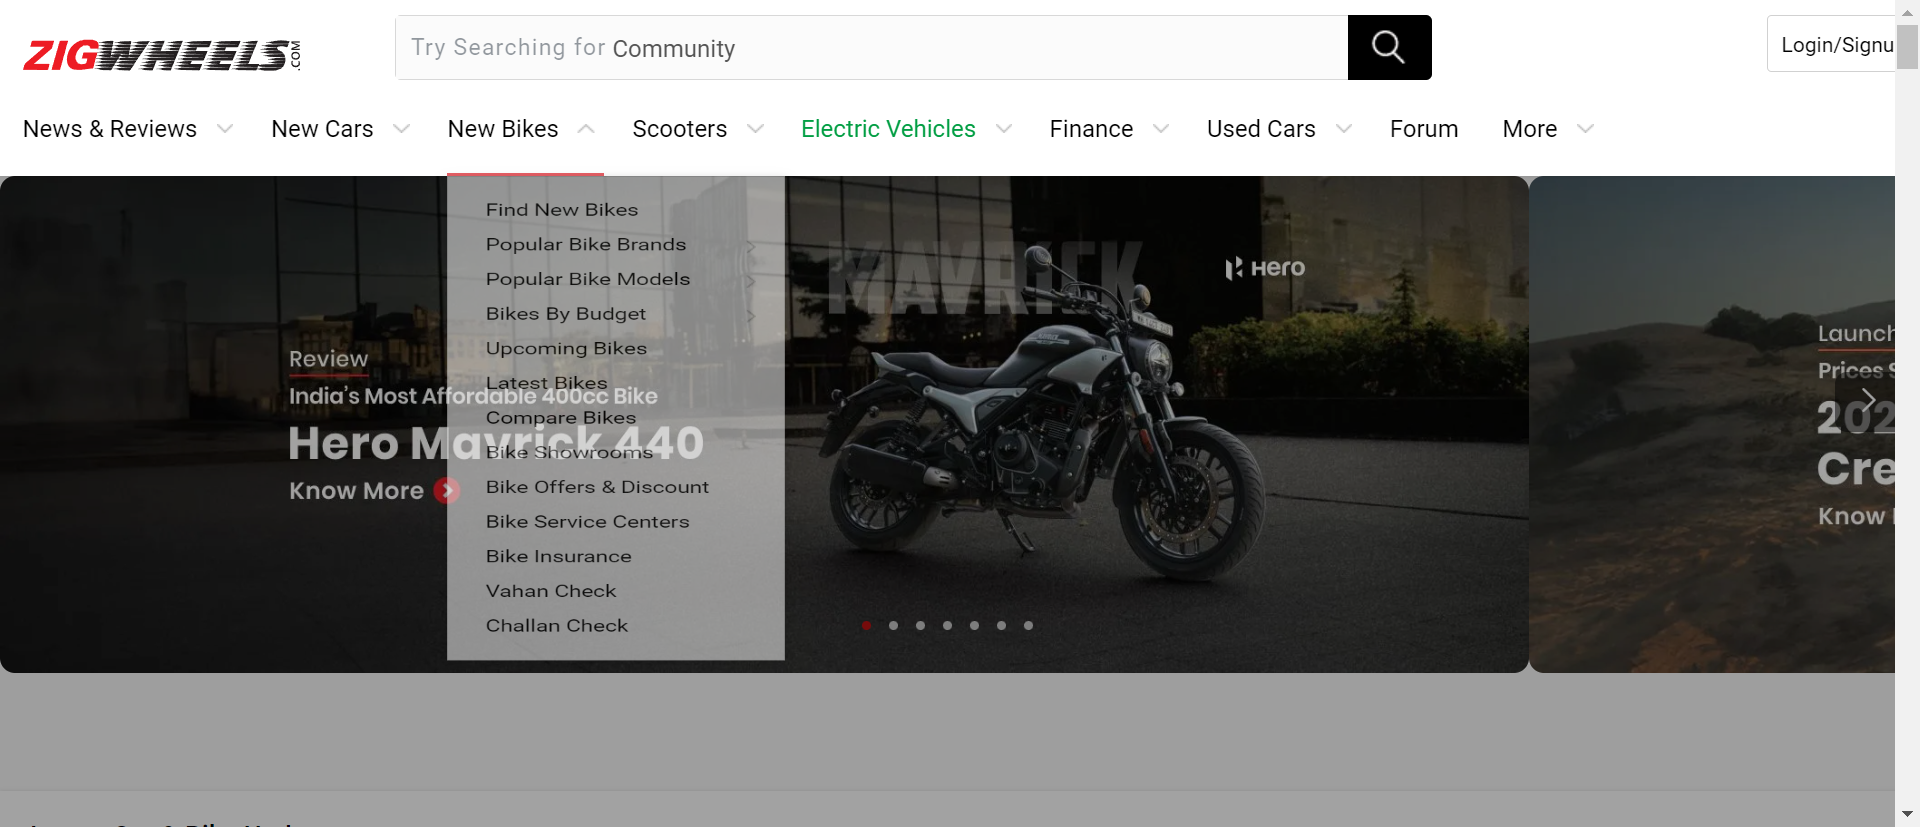 ZIGWHEELS.COM
Try Searching for Community
Login/Signu
News & Reviews
New Cars
New Bikes
Scooters
Electric Vehicles
Finance
Used Cars
Forum
More
Find New Bikes
Popular Bike Brands
Popular Bike Models
Bikes By Budget
Upcoming Bikes
Latest Bikes
Compare Bikes
Bike Showrooms
Bike Offers & Discount
Bike Service Centers
Bike Insurance
Vahan Check
Challan Check
Review
India's Most Affordable 400cc Bike
Hero Mavrick 440
Know More
MAVRICK
Hero
Launch
Prices S
202
Cre
Know